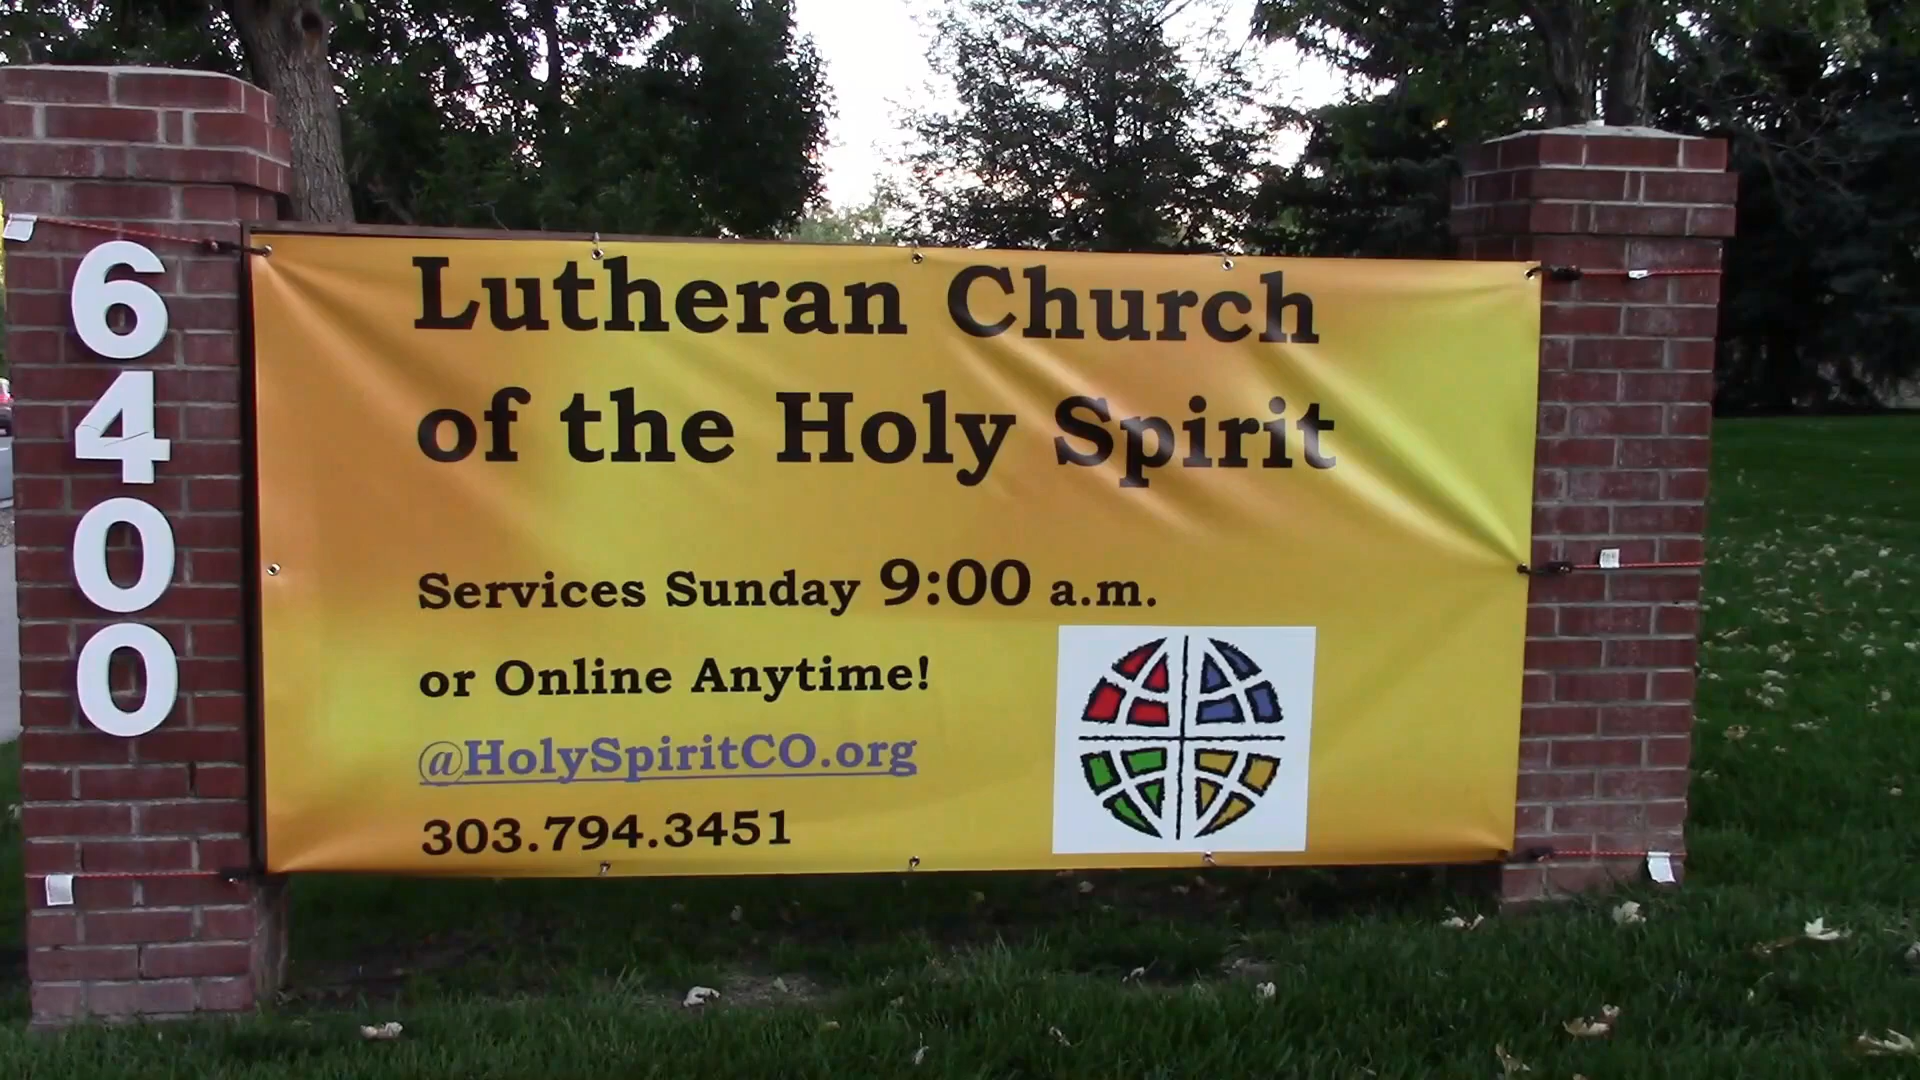 6400
Lutheran Church
of the Holy Spirit
Services Sunday 9:00 a.m.
or Online Anytime!
@HolySpiritCO.org
303.794.3451